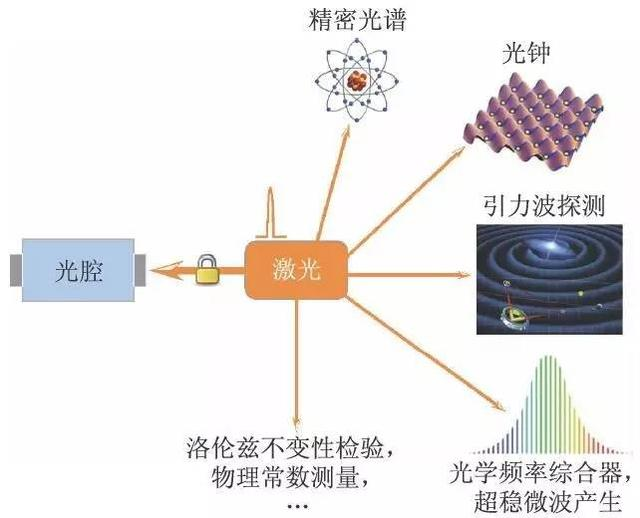 精密光谱
光钟
引力波探测
光腔
激光
洛伦兹不变性检验，
物理常数测量，
…
光学频率综合器，
超稳微波产生